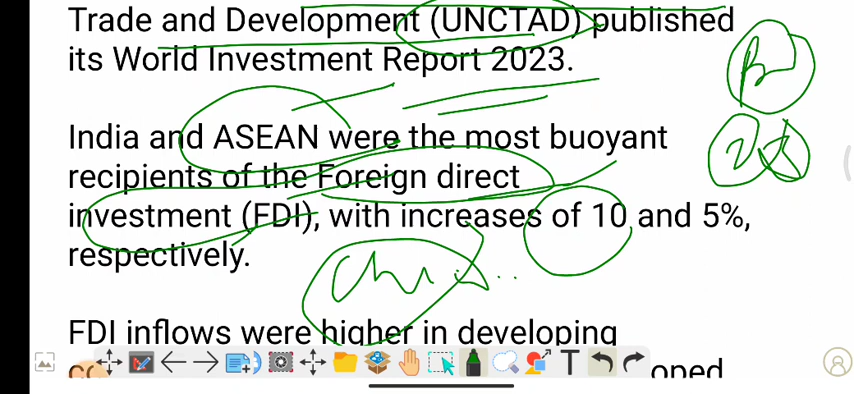 Trade and Development (UNCTAD) published
its World Investment Report 2023.
India and ASEAN were the most buoyant
recipients of the Foreign direct
investment (FDI), with increases of 10 and 5%,
respectively.
FDI inflows were higher in developing
oped